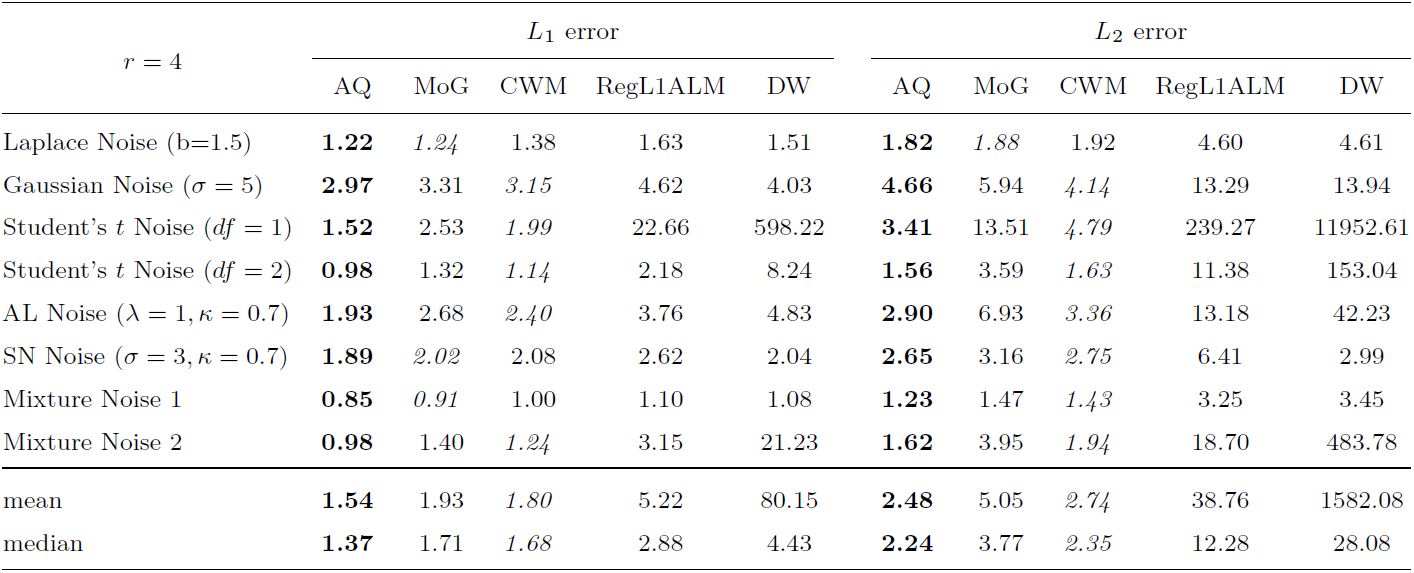 L1 error L2 error
r = 4
AQ MoG CWM RegL1ALM DW AQ MoG CWM RegL1ALM DW
Laplace Noise (b=1.5) 1.22 1.24 1.38 1.63 1.51 1.82 1.88 1.92 4.60 4.61
Gaussian Noise (σ = 5) 2.97 3.31 3.15 4.62 4.03 4.66 5.94 4.14 13.29 13.94
Student's t Noise (df = 1) 1.52 2.53 1.99 22.66 598.22 3.41 13.51 4.79 239.27 11952.61
Student's t Noise (df = 2) 0.98 1.32 1.14 2.18 8.24 1.56 3.59 1.63 11.38 153.04
AL Noise (λ = 1, κ = 0.7) 1.93 2.68 2.40 3.76 4.83 2.90 6.93 3.36 13.18 42.23
SN Noise (σ = 3, κ = 0.7) 1.89 2.02 2.08 2.62 2.04 2.65 3.16 2.75 6.41 2.99
Mixture Noise 1 0.85 0.91 1.00 1.10 1.08 1.23 1.47 1.43 3.25 3.45
Mixture Noise 2 0.98 1.40 1.24 3.15 21.23 1.62 3.95 1.94 18.70 483.78
mean 1.54 1.93 1.80 5.22 80.15 2.48 5.05 2.74 38.76 1582.08
median 1.37 1.71 1.68 2.88 4.43 2.24 3.77 2.35 12.28 28.08